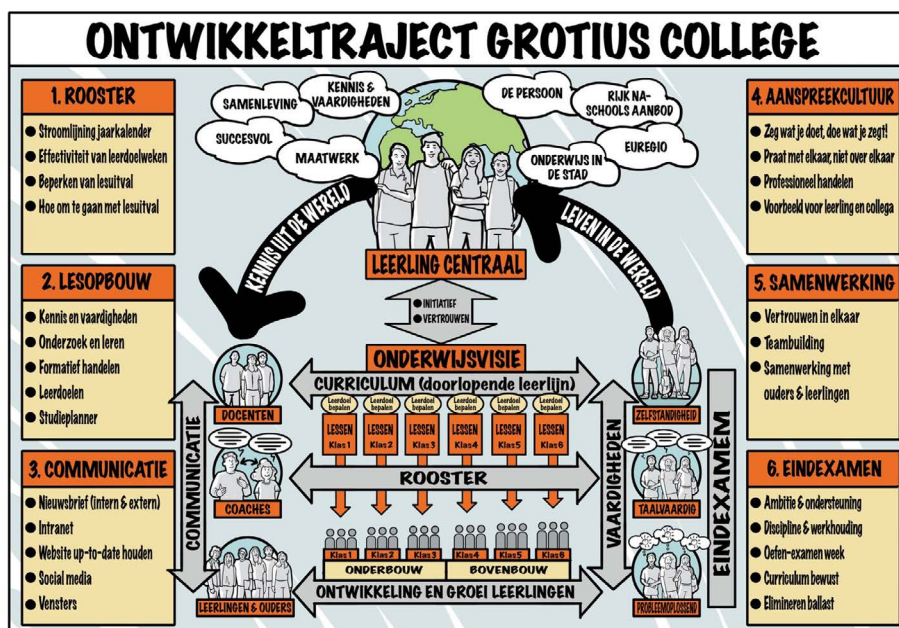 ONTWIKKELTRAJECT GROTIUS COLLEGE
1. ROOSTER
● Stroomlijning jaarkalender
● Effectiviteit van leerdoelweken
● Beperken van lesuitval
● Hoe om te gaan met lesuitval
2. LESOPBOUW
● Kennis en vaardigheden
● Onderzoek en leren
● Formatief handelen
● Leerdoelen
● Studieplanner
3. COMMUNICATIE
● Nieuwsbrief (intern & extern)
● Intranet
● Website up-to-date houden
● Social media
● Vensters
SAMENLEVING
KENNIS &
VAARDIGHEDEN
SUCCESVOL
MAATWERK
DE PERSOON
RIJK NA-
SCHOOLS AANBOD
EUREGIO
ONDERWIJS IN
DE STAD
KENNIS UIT DE WERELD
LEVEN IN DE WERELD
LEERLING CENTRAAL
● INITIATIEF
● VERTROUWEN
ONDERWIJSVISIE
CURRICULUM (doorlopende leerlijn)
Leerdoel bepalen
Leerdoel bepalen
Leerdoel bepalen
Leerdoel bepalen
Leerdoel bepalen
Leerdoel bepalen
LESSEN Klas 1
LESSEN Klas 2
LESSEN Klas 3
LESSEN Klas 4
LESSEN Klas 5
LESSEN Klas 6
ROOSTER
Klas 1
Klas 2
Klas 3
Klas 4
Klas 5
Klas 6
ONDERBOUW
BOVENBOUW
ONTWIKKELING EN GROEI LEERLINGEN
COMMUNICATIE
DOCENTEN
COACHES
LEERLINGEN & OUDERS
VAARDIGHEDEN
ZELFSTANDIGHEID
TAALVAARDIG
PROBLEEMOPLOSSEND
EINDEXAMEM
4. AANSPREEKCULTUUR
● Zeg wat je doet, doe wat je zegt!
● Praat met elkaar, niet over elkaar
● Professioneel handelen
● Voorbeeld voor leerling en collega
5. SAMENWERKING
● Vertrouwen in elkaar
● Teambuilding
● Samenwerking met
ouders & leerlingen
6. EINDEXAMEN
● Ambitie & ondersteuning
● Discipline & werkhouding
● Oefen-examen week
● Curriculum bewust
● Elimineren ballast